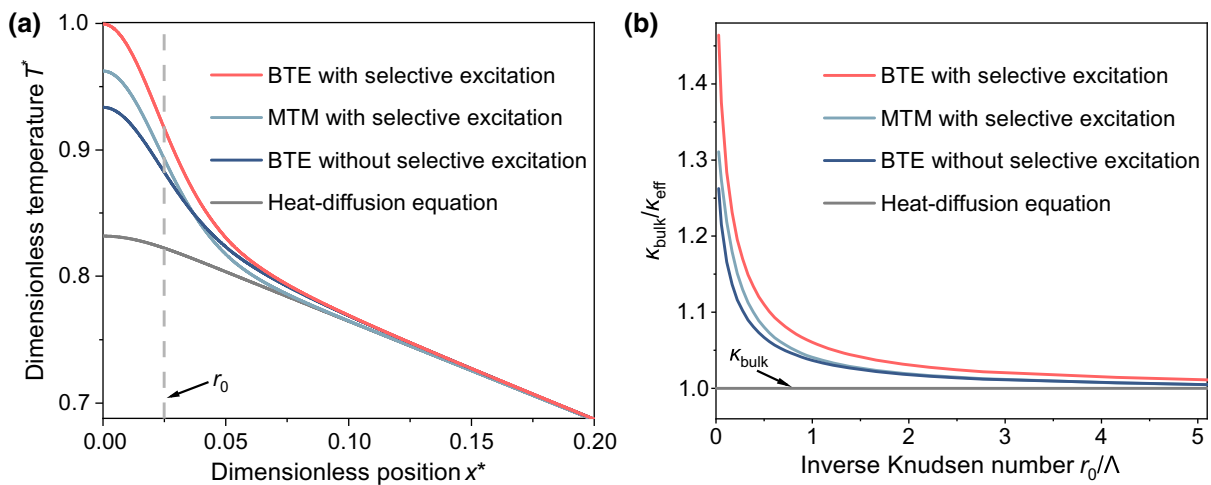 (a)
1.0
0.9
0.8
0.7
Dimensionless temperature T*
BTE with selective excitation
MTM with selective excitation
BTE without selective excitation
Heat-diffusion equation
r0
0.00 0.05 0.10 0.15 0.20
Dimensionless position x*
(b)
1.4
1.3
1.2
1.1
1.0
κbulk/κeff
BTE with selective excitation
MTM with selective excitation
BTE without selective excitation
Heat-diffusion equation
κbulk
0 1 2 3 4 5
Inverse Knudsen number r0/Λ